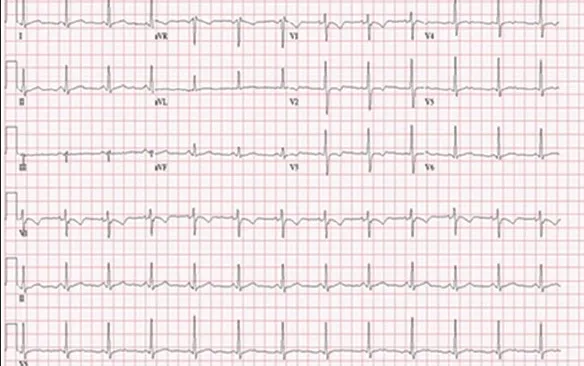 I aVR V1 V4
II aVL V2 V5
III aVF V3 V6
V1
II
V5